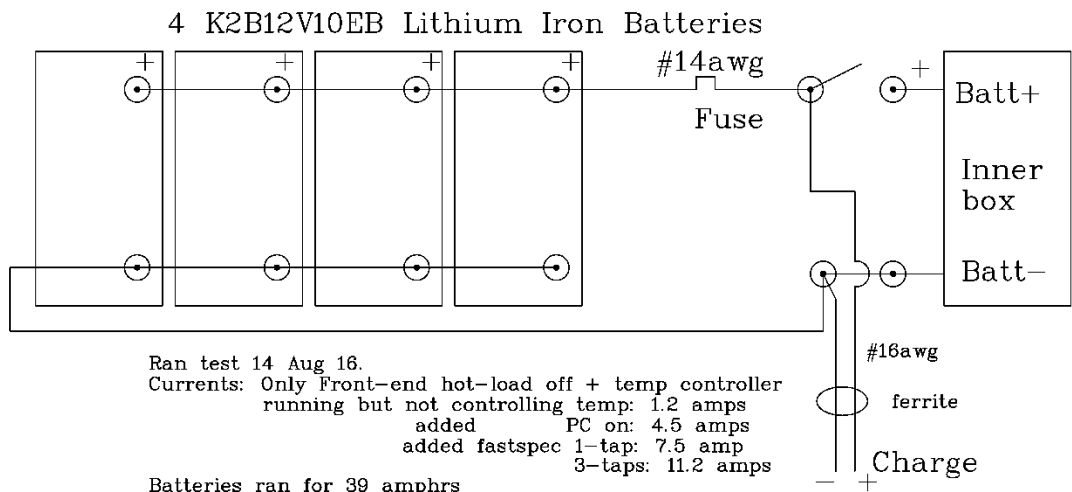 4 K2B12V10EB Lithium Iron Batteries
+ + + +
#14awg
+
Fuse
Batt+
Inner
box
Batt-
#16awg
ferrite
Charge
- +
Ran test 14 Aug 16.
Currents: Only Front-end hot-load off + temp controller
running but not controlling temp: 1.2 amps
added PC on: 4.5 amps
added fastspec 1-tap: 7.5 amp
3-taps: 11.2 amps
Batteries ran for 39 amphrs